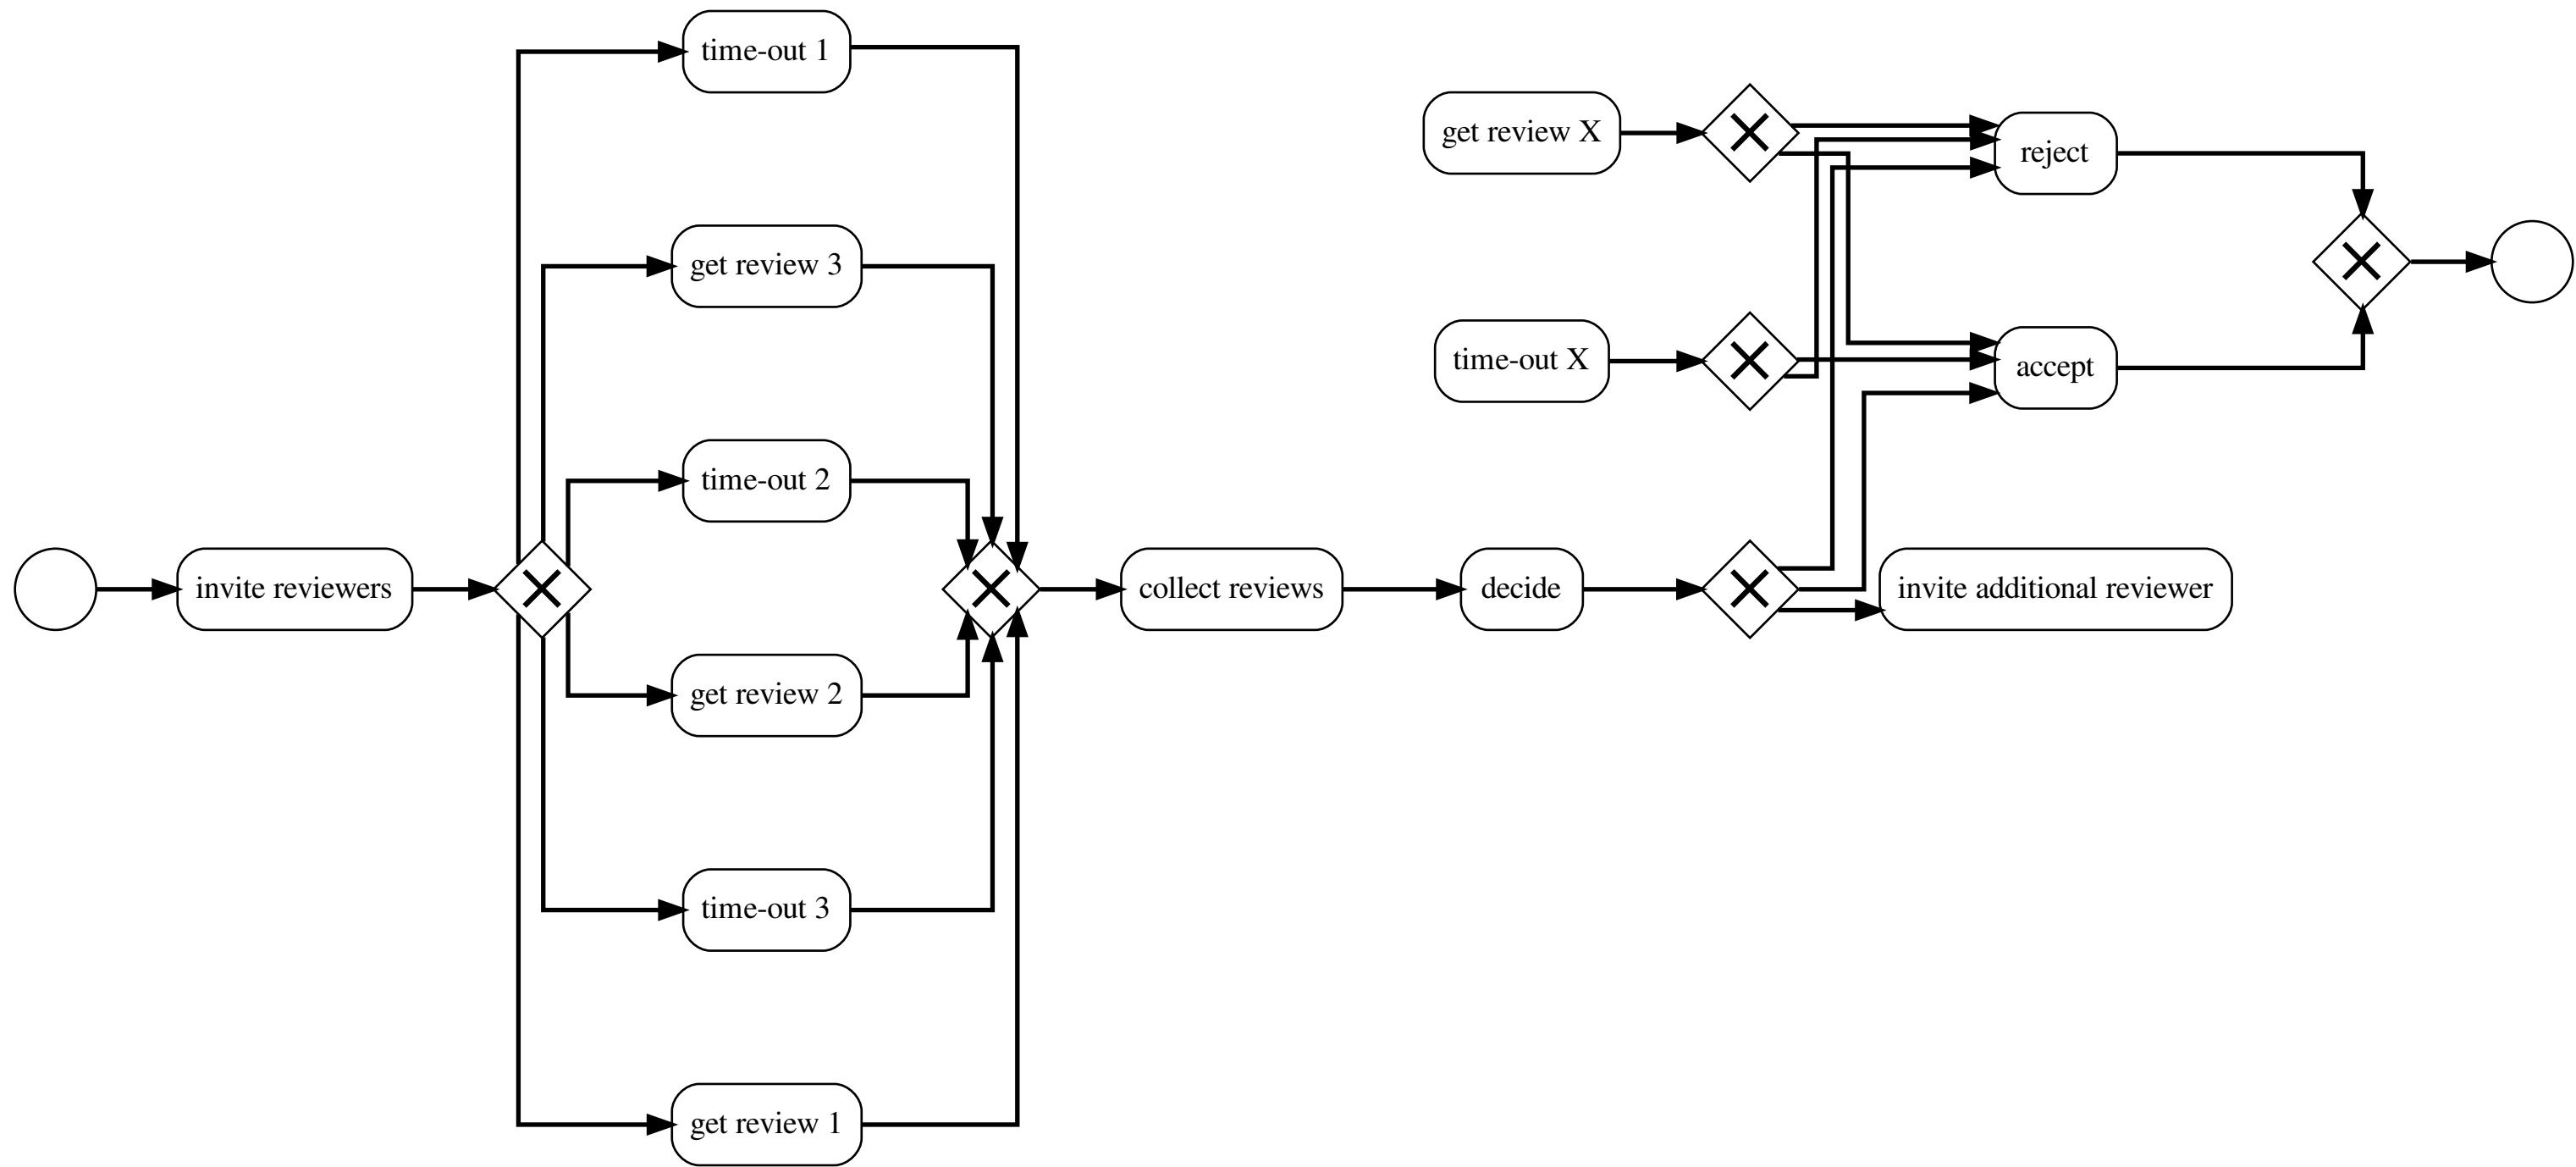 time-out 1
get review X
reject
get review 3
time-out X
accept
time-out 2
invite reviewers
collect reviews
decide
invite additional reviewer
get review 2
time-out 3
get review 1